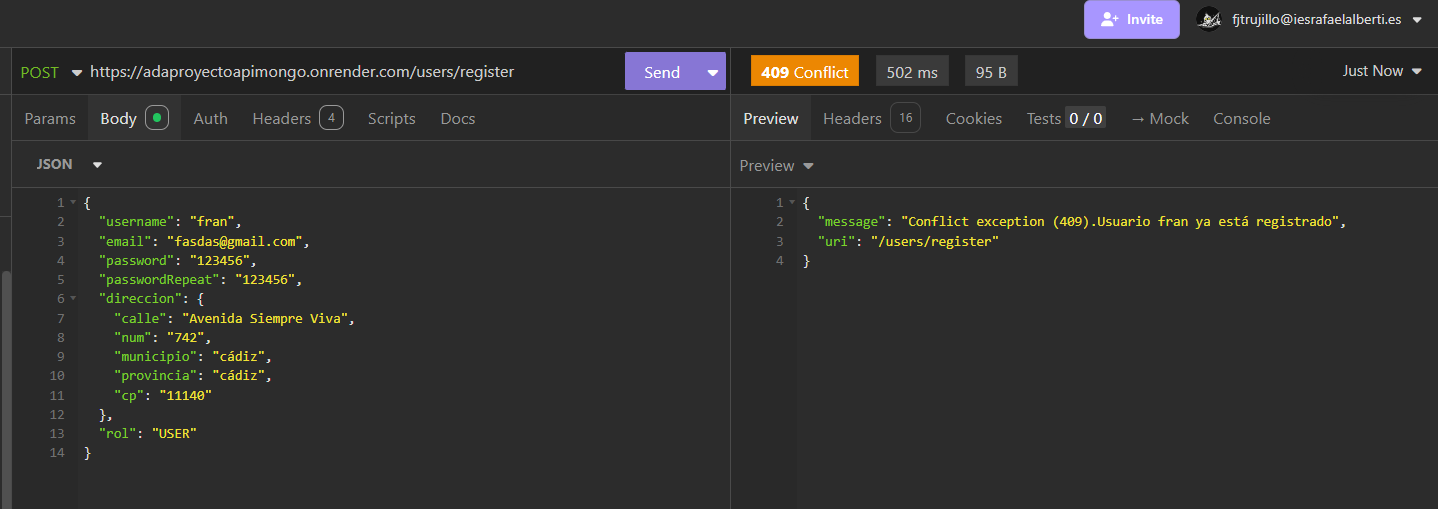 Invite
fjtrujillo@iesrafaelalberti.es
POST https://adaproyectoapimongo.onrender.com/users/register Send
409 Conflict 502 ms 95 B Just Now
Params Body Auth Headers 4 Scripts Docs
Preview Headers 16 Cookies Tests 0 / 0 → Mock Console
JSON
Preview
1 {
2 "username": "fran",
3 "email": "fasdas@gmail.com",
4 "password": "123456",
5 "passwordRepeat": "123456",
6 "direccion": {
7 "calle": "Avenida Siempre Viva",
8 "num": "742",
9 "municipio": "cádiz",
10 "provincia": "cádiz",
11 "cp": "11140"
12 },
13 "rol": "USER"
14 }
1 {
2 "message": "Conflict exception (409).Usuario fran ya está registrado",
3 "uri": "/users/register"
4 }